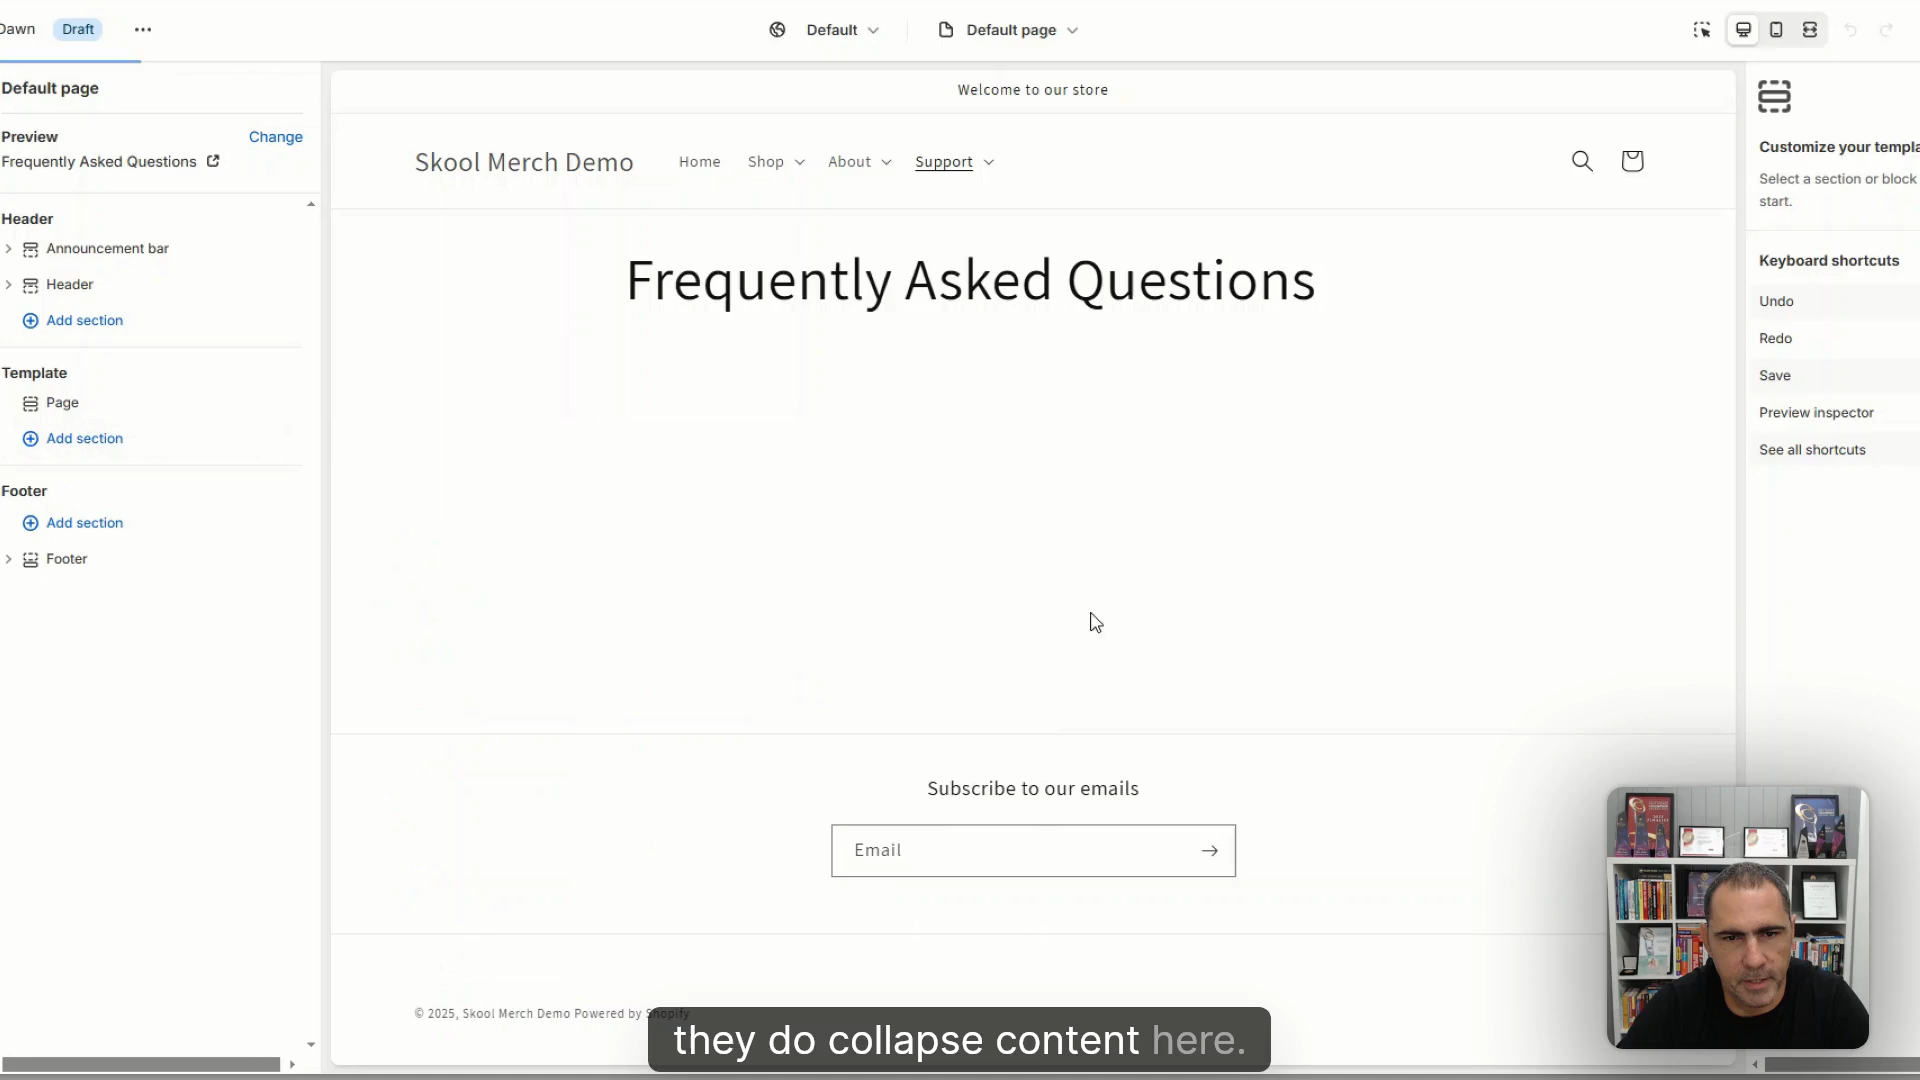 Dawn Draft
Default
Default page
Default page
Preview Change
Frequently Asked Questions
Header
Announcement bar
Header
Add section
Template
Page
Add section
Footer
Add section
Footer
Welcome to our store
Skool Merch Demo Home Shop About Support
Frequently Asked Questions
Subscribe to our emails
Email
© 2025, Skool Merch Demo Powered by Shopify
they do collapse content here.
Customize your templa
Select a section or block
start.
Keyboard shortcuts
Undo
Redo
Save
Preview inspector
See all shortcuts